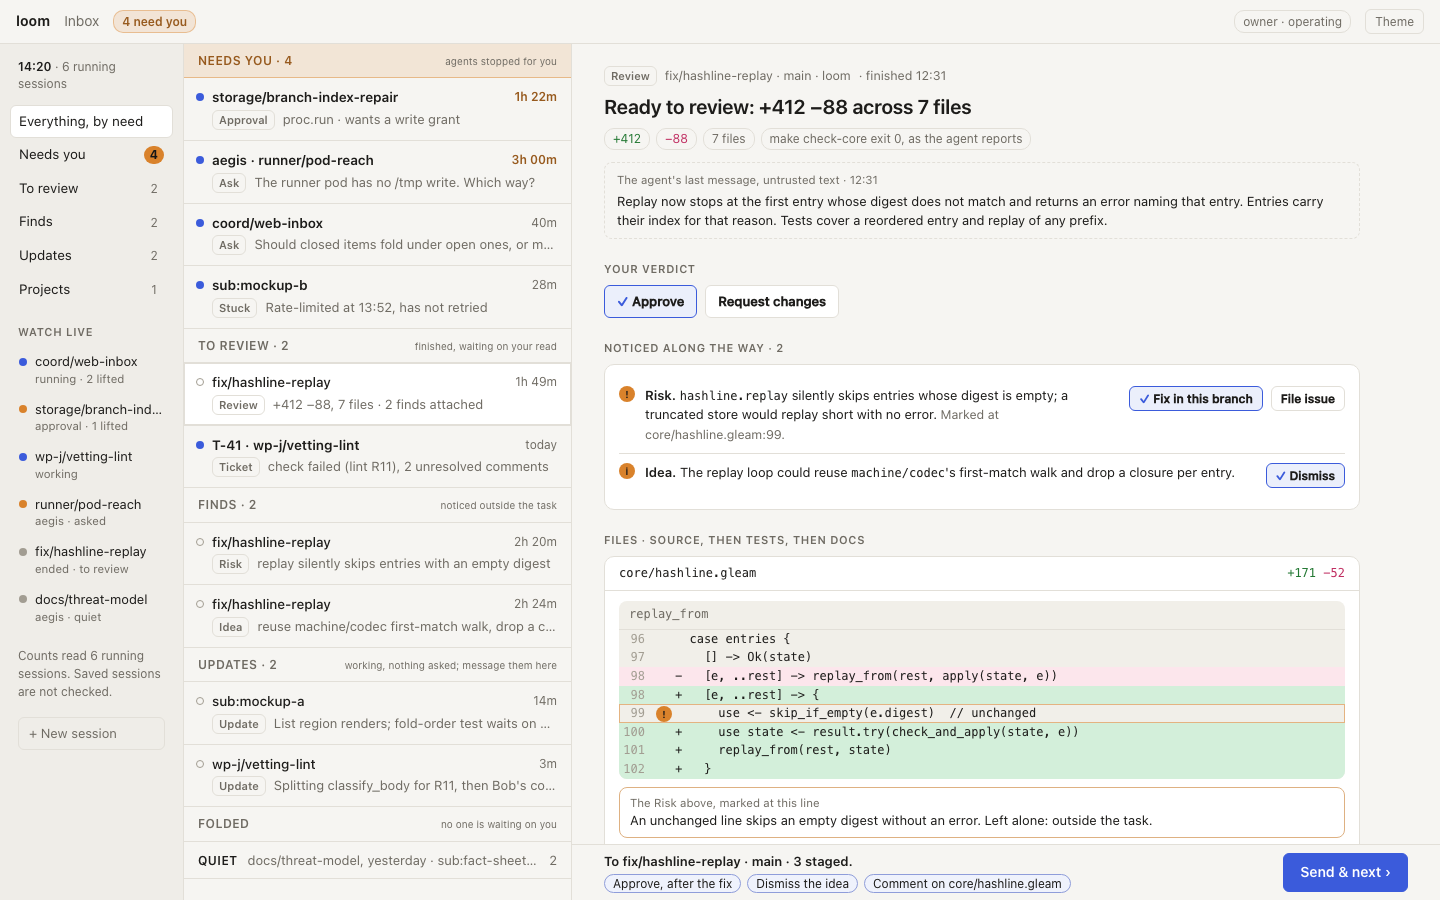 loom Inbox 4 need you
owner · operating Theme
14:20 · 6 running
sessions
Everything, by need
Needs you 4
To review 2
Finds 2
Updates 2
Projects 1
WATCH LIVE
coord/web-inbox
running · 2 lifted
storage/branch-ind...
approval · 1 lifted
wp-j/vetting-lint
working
runner/pod-reach
aegis · asked
fix/hashline-replay
ended · to review
docs/threat-model
aegis · quiet
Counts read 6 running
sessions. Saved sessions
are not checked.
+ New session
NEEDS YOU · 4 agents stopped for you
storage/branch-index-repair 1h 22m
Approval proc.run · wants a write grant
aegis · runner/pod-reach 3h 00m
Ask The runner pod has no /tmp write. Which way?
coord/web-inbox 40m
Ask Should closed items fold under open ones, or m...
sub:mockup-b 28m
Stuck Rate-limited at 13:52, has not retried
TO REVIEW · 2 finished, waiting on your read
fix/hashline-replay 1h 49m
Review +412 −88, 7 files · 2 finds attached
T-41 · wp-j/vetting-lint today
Ticket check failed (lint R11), 2 unresolved comments
FINDS · 2 noticed outside the task
fix/hashline-replay 2h 20m
Risk replay silently skips entries with an empty digest
fix/hashline-replay 2h 24m
Idea reuse machine/codec first-match walk, drop a c...
UPDATES · 2 working, nothing asked; message them here
sub:mockup-a 14m
Update List region renders; fold-order test waits on ...
wp-j/vetting-lint 3m
Update Splitting classify_body for R11, then Bob's co...
FOLDED no one is waiting on you
QUIET docs/threat-model, yesterday · sub:fact-sheet... 2
Review fix/hashline-replay · main · loom · finished 12:31
Ready to review: +412 −88 across 7 files
+412 −88 7 files make check-core exit 0, as the agent reports
The agent's last message, untrusted text · 12:31
Replay now stops at the first entry whose digest does not match and returns an error naming that entry. Entries carry
their index for that reason. Tests cover a reordered entry and replay of any prefix.
YOUR VERDICT
✓ Approve Request changes
NOTICED ALONG THE WAY · 2
! Risk. hashline.replay silently skips entries whose digest is empty; a
truncated store would replay short with no error. Marked at
core/hashline.gleam:99.
✓ Fix in this branch File issue
i Idea. The replay loop could reuse machine/codec's first-match walk and drop a closure per entry.
✓ Dismiss
FILES · SOURCE, THEN TESTS, THEN DOCS
core/hashline.gleam +171 −52
replay_from
96 case entries {
97 [] −> Ok(state)
98 − [e, ..rest] −> replay_from(rest, apply(state, e))
98 + [e, ..rest] −> {
99 ! use <− skip_if_empty(e.digest) // unchanged
100 + use state <− result.try(check_and_apply(state, e))
101 + replay_from(rest, state)
102 + }
The Risk above, marked at this line
An unchanged line skips an empty digest without an error. Left alone: outside the task.
To fix/hashline-replay · main · 3 staged.
Approve, after the fix Dismiss the idea Comment on core/hashline.gleam
Send & next ›